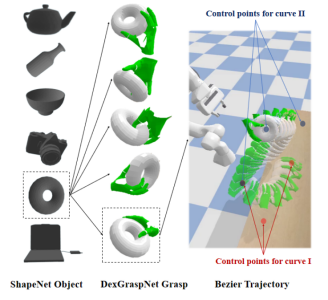 Control points for curve II
Control points for curve I
ShapeNet Object
DexGraspNet Grasp
Bezier Trajectory